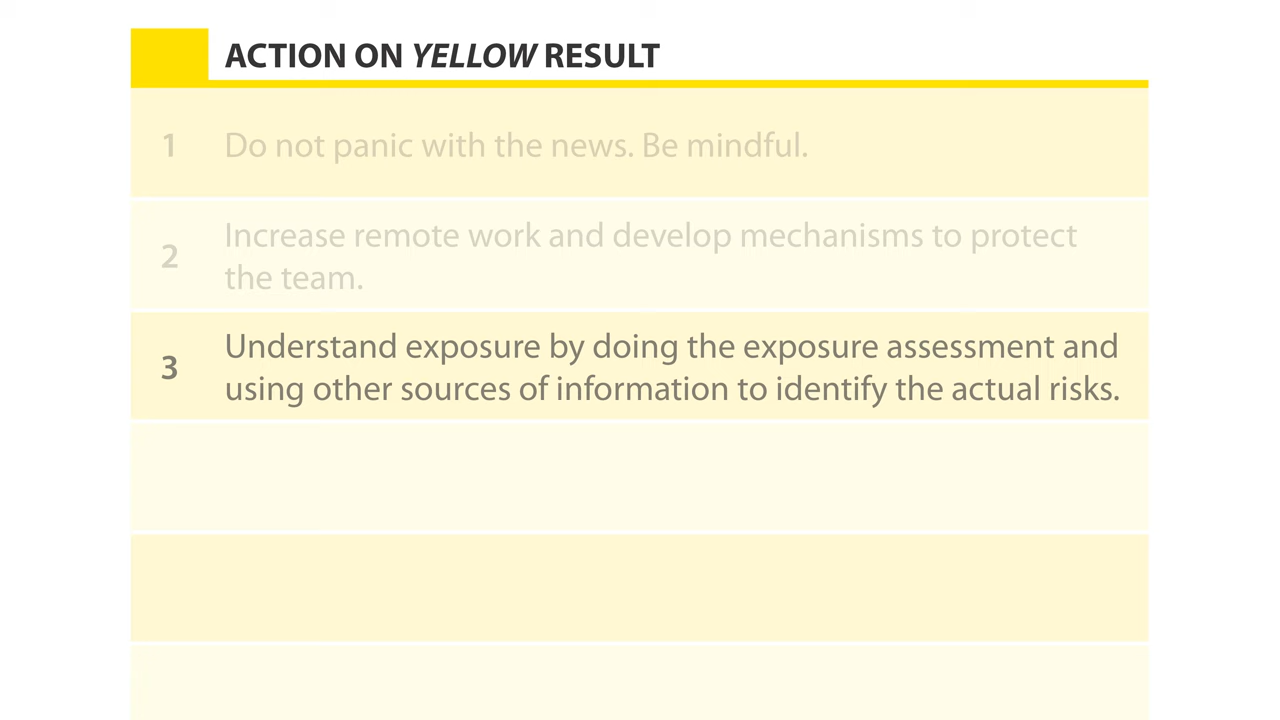 ACTION ON YELLOW RESULT
1 Do not panic with the news. Be mindful.
2 Increase remote work and develop mechanisms to protect
the team.
3 Understand exposure by doing the exposure assessment and
using other sources of information to identify the actual risks.